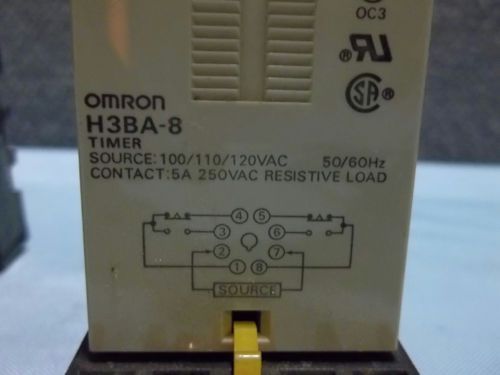 OC3
®
®
OMRON
H3BA-8
TIMER
SOURCE: 100/110/120VAC 50/60Hz
CONTACT: 5A 250VAC RESISTIVE LOAD
4 5
3 6
2 7
1 8
SOURCE